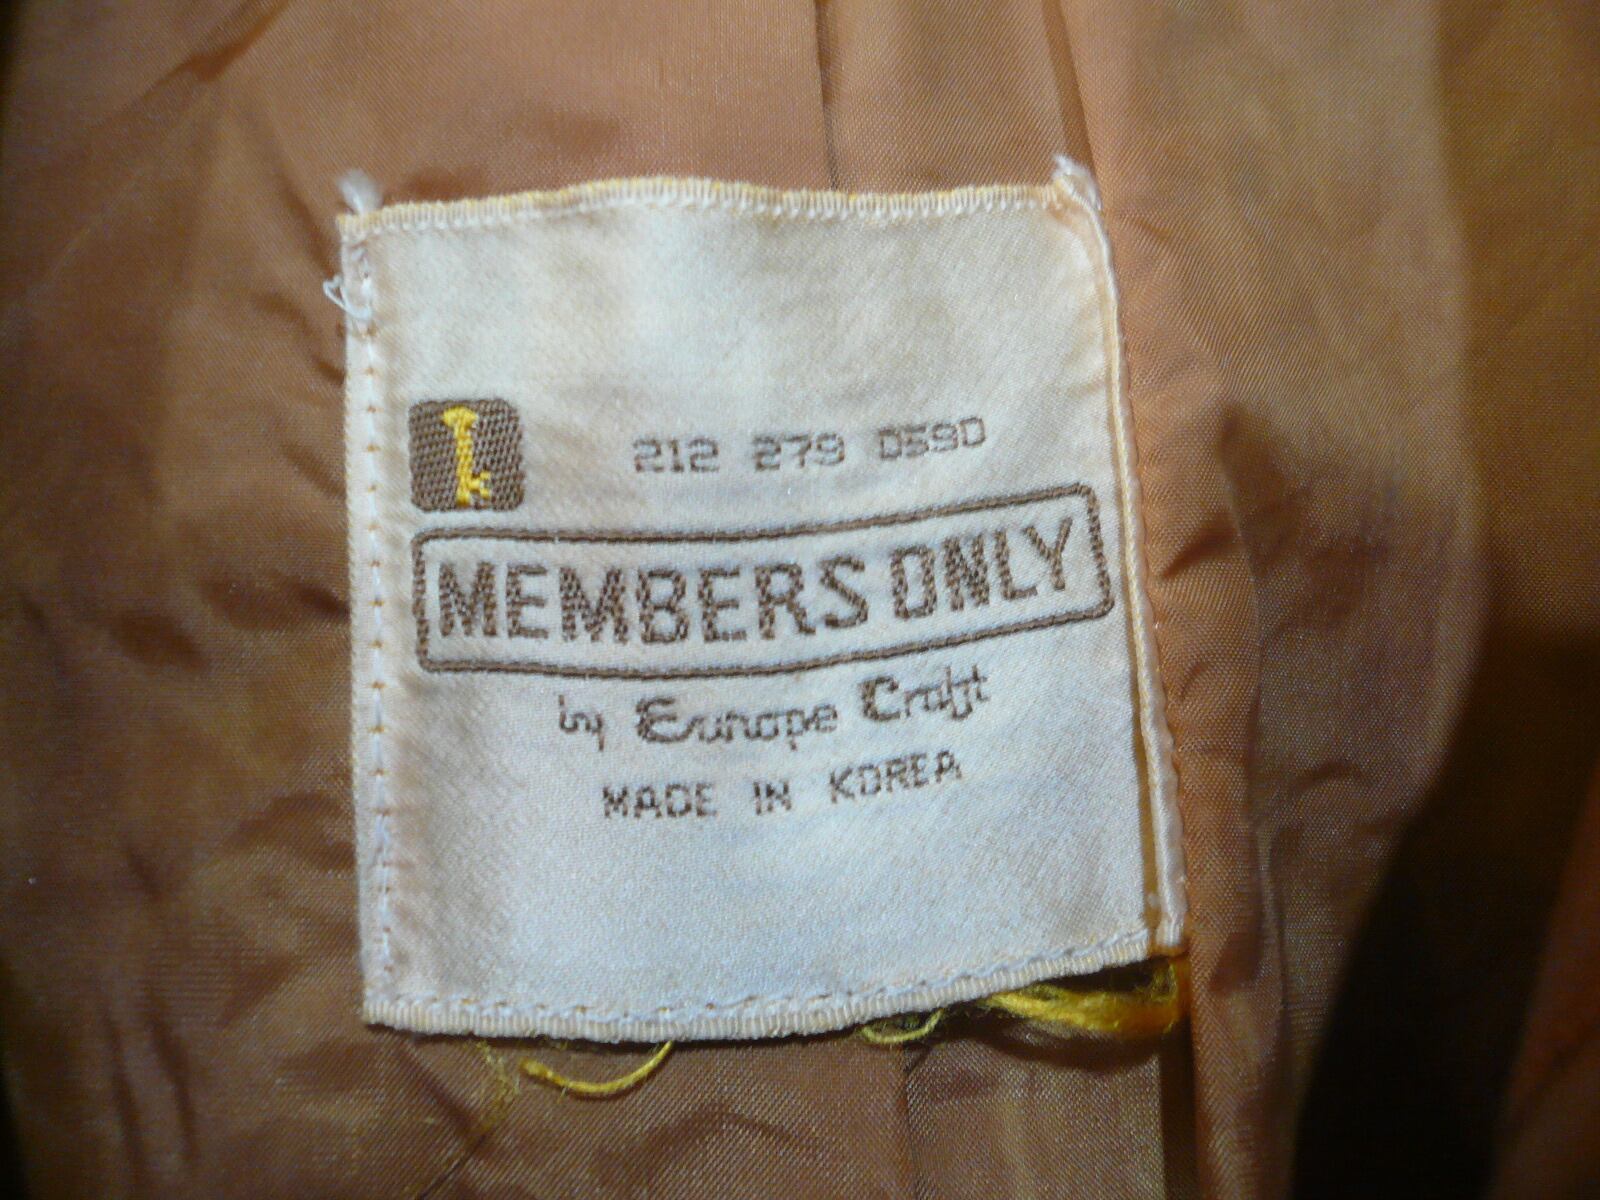 212 279 0590
MEMBERS ONLY
by Europe Craft
MADE IN KOREA